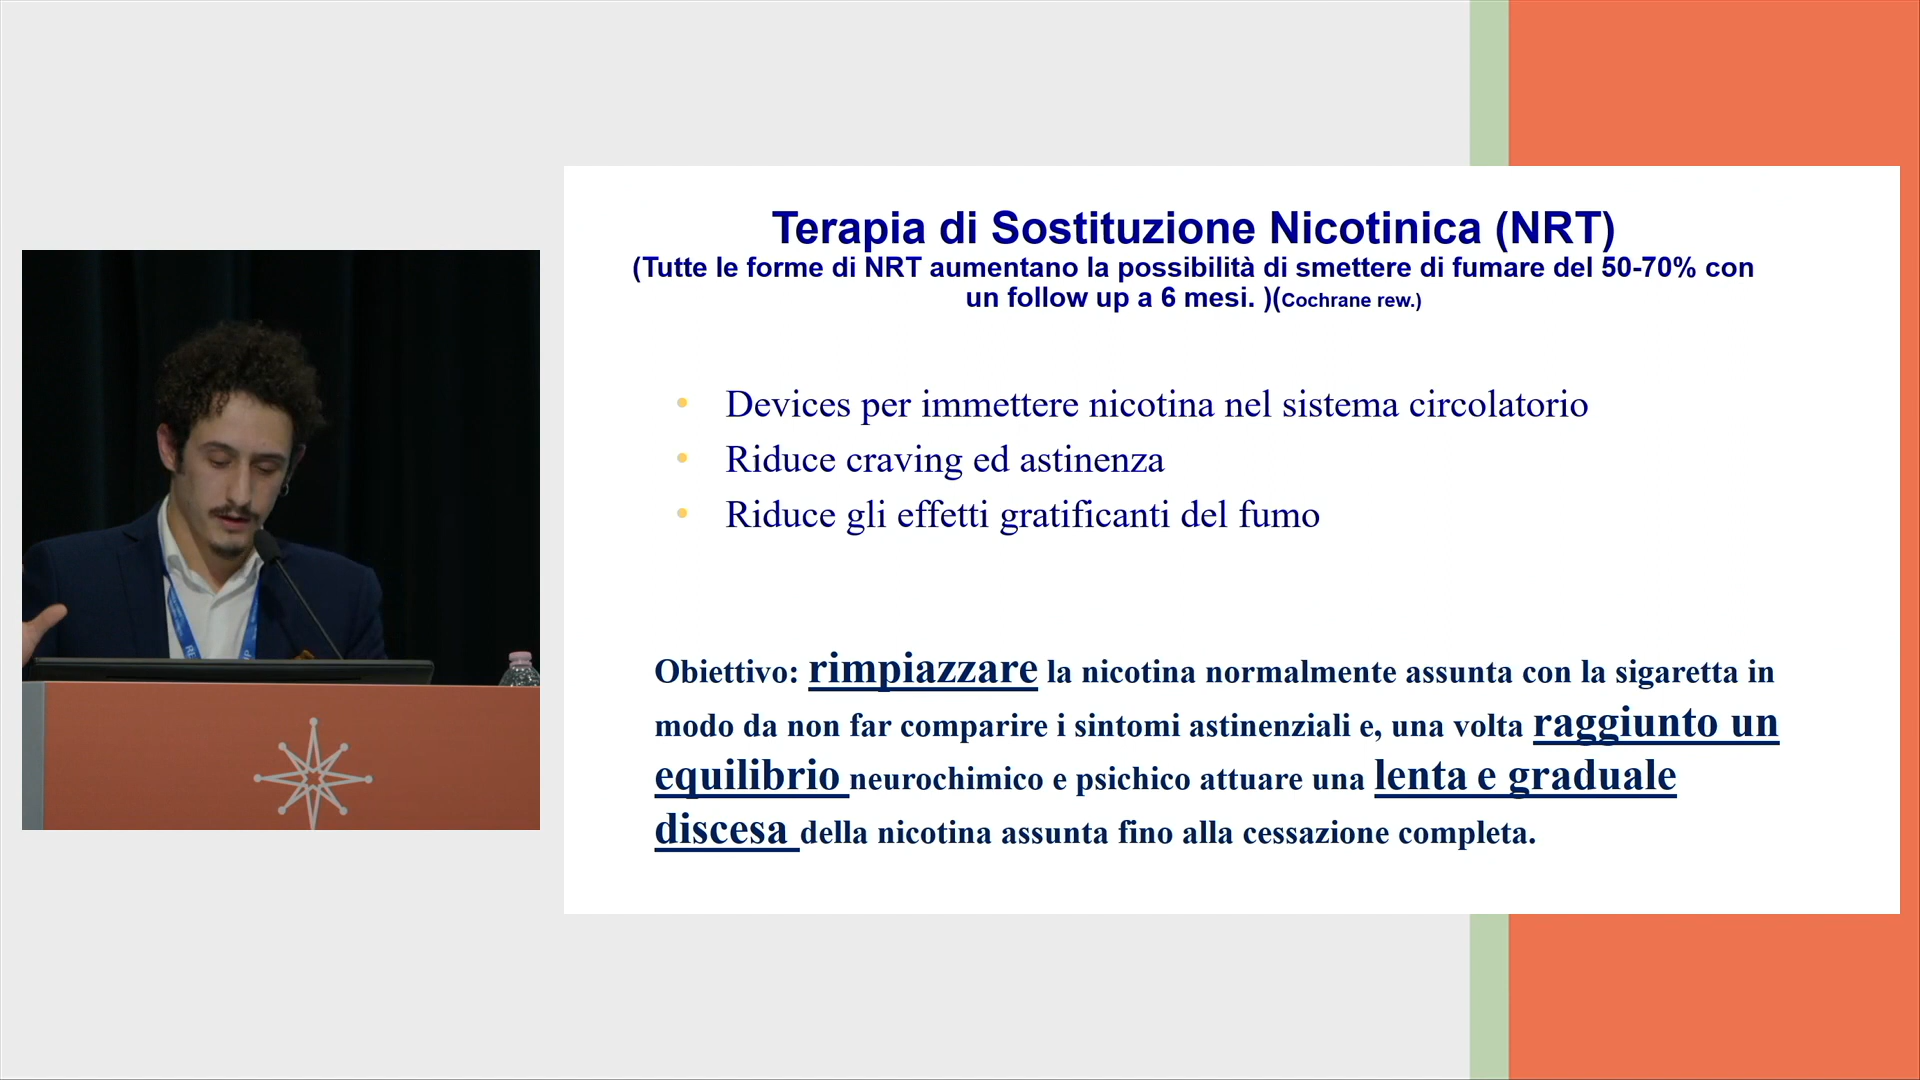 Terapia di Sostituzione Nicotinica (NRT)
(Tutte le forme di NRT aumentano la possibilità di smettere di fumare del 50-70% con
un follow up a 6 mesi. )(Cochrane rew.)
• Devices per immettere nicotina nel sistema circolatorio
• Riduce craving ed astinenza
• Riduce gli effetti gratificanti del fumo
Obiettivo: rimpiazzare la nicotina normalmente assunta con la sigaretta in
modo da non far comparire i sintomi astinenziali e, una volta raggiunto un
equilibrio neurochimico e psichico attuare una lenta e graduale
discesa della nicotina assunta fino alla cessazione completa.